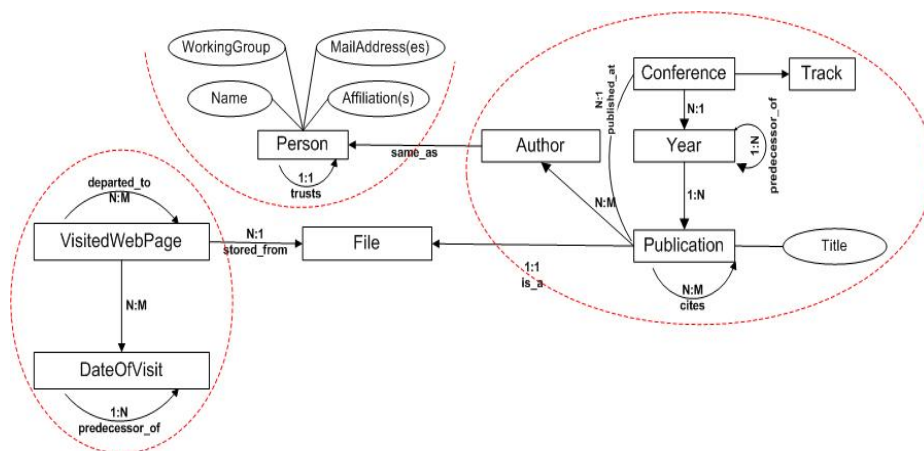 WorkingGroup
MailAddress(es)
Name
Affiliation(s)
Person
1:1
trusts
same_as
Author
Conference
Track
N:1
published_at
N:1
Year
1:N
predecessor_of
1:N
N:M
Publication
Title
N:M
cites
1:1
is_a
departed_to
N:M
VisitedWebPage
N:1
stored_from
File
N:M
DateOfVisit
1:N
predecessor_of